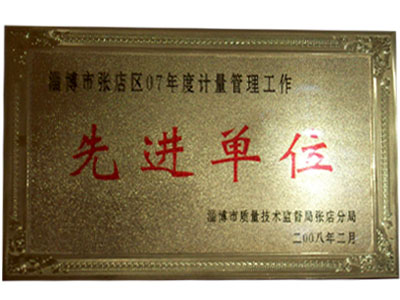 淄博市张店区07年度计量管理工作
先进单位
淄博市质量技术监督局张店分局
二00八年二月